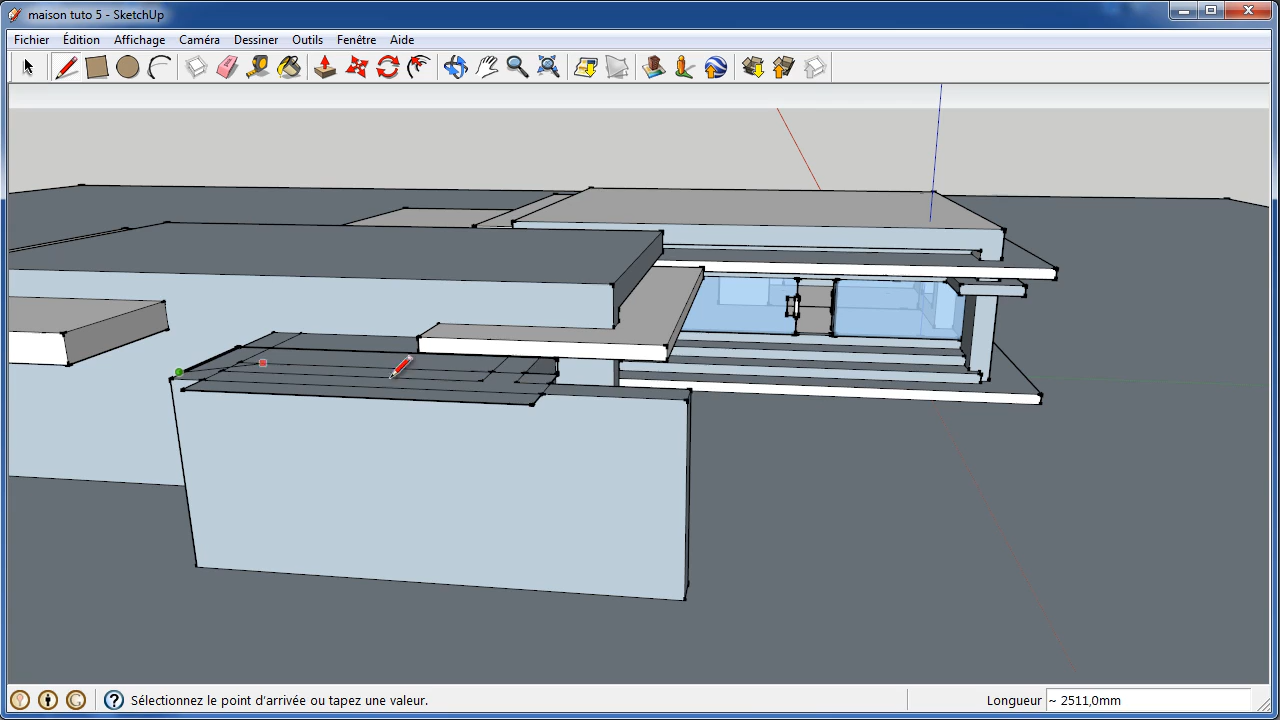 maison tuto 5 - SketchUp
Fichier Édition Affichage Caméra Dessiner Outils Fenêtre Aide
Sélectionnez le point d'arrivée ou tapez une valeur. Longueur ~ 2511,0mm